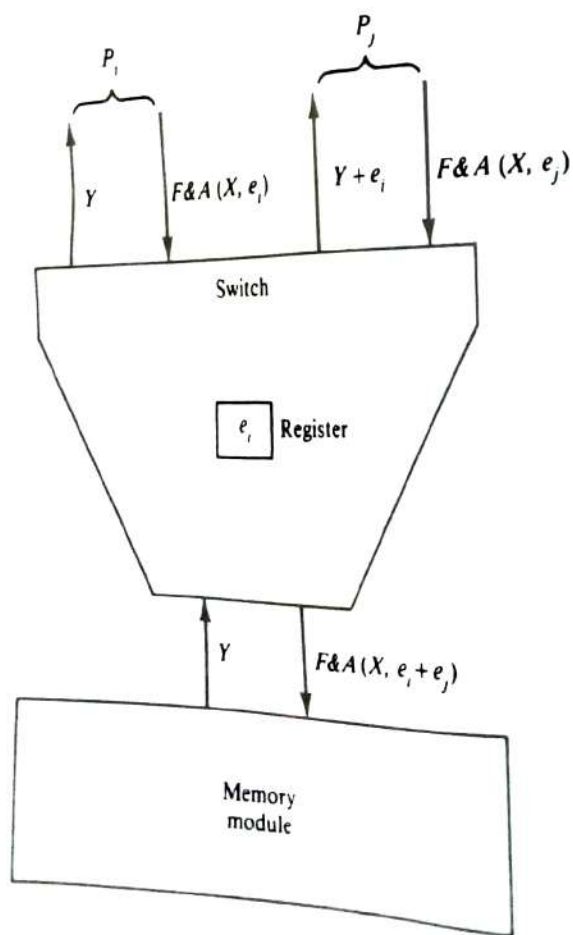 P_i P_j
Y F&A (X, e_i) Y + e_i F&A (X, e_j)
Switch
e_i Register
Y F&A (X, e_i + e_j)
Memory
module